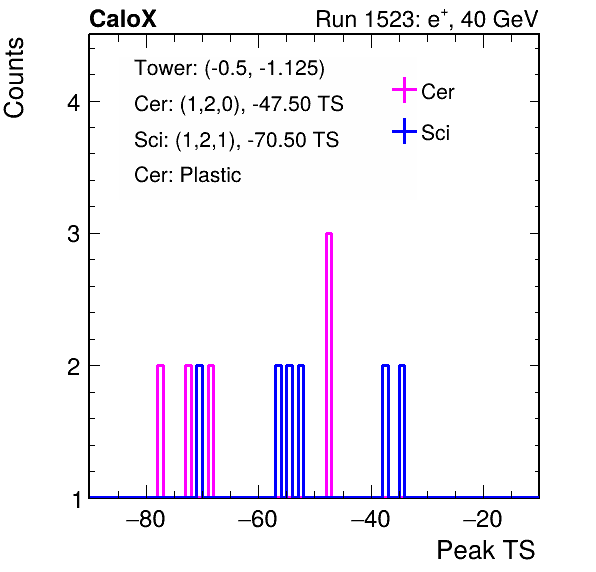 CaloX Run 1523: e⁺, 40 GeV
Counts
Tower: (-0.5, -1.125)
Cer: (1,2,0), -47.50 TS
Sci: (1,2,1), -70.50 TS
Cer: Plastic
Cer
Sci
4
3
2
1
−80 −60 −40 −20
Peak TS